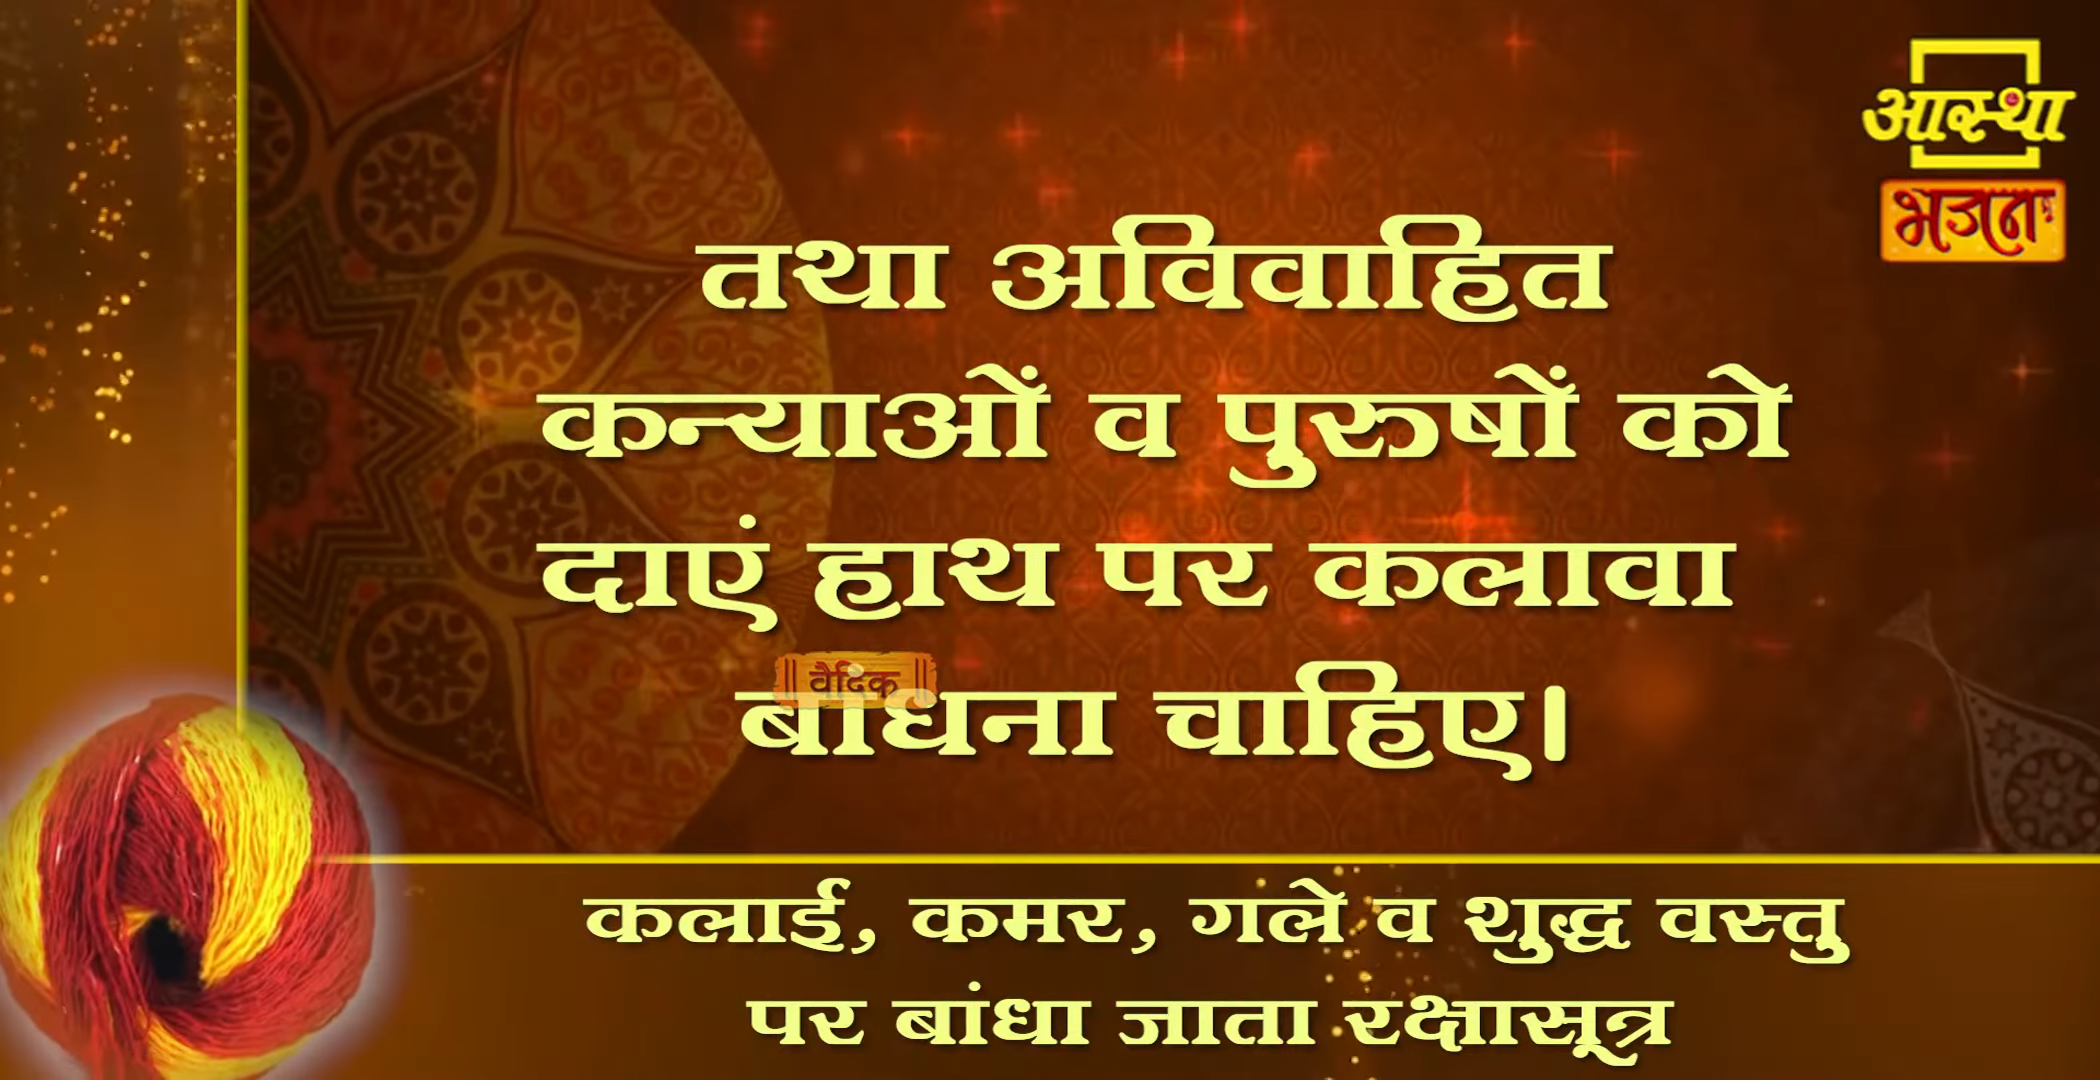 आस्था
भजन
तथा अविवाहित
कन्याओं व पुरुषों को
दाएं हाथ पर कलावा
॥ वैदिक ॥
बांधना चाहिए।
कलाई, कमर, गले व शुद्ध वस्तु
पर बांधा जाता रक्षासूत्र